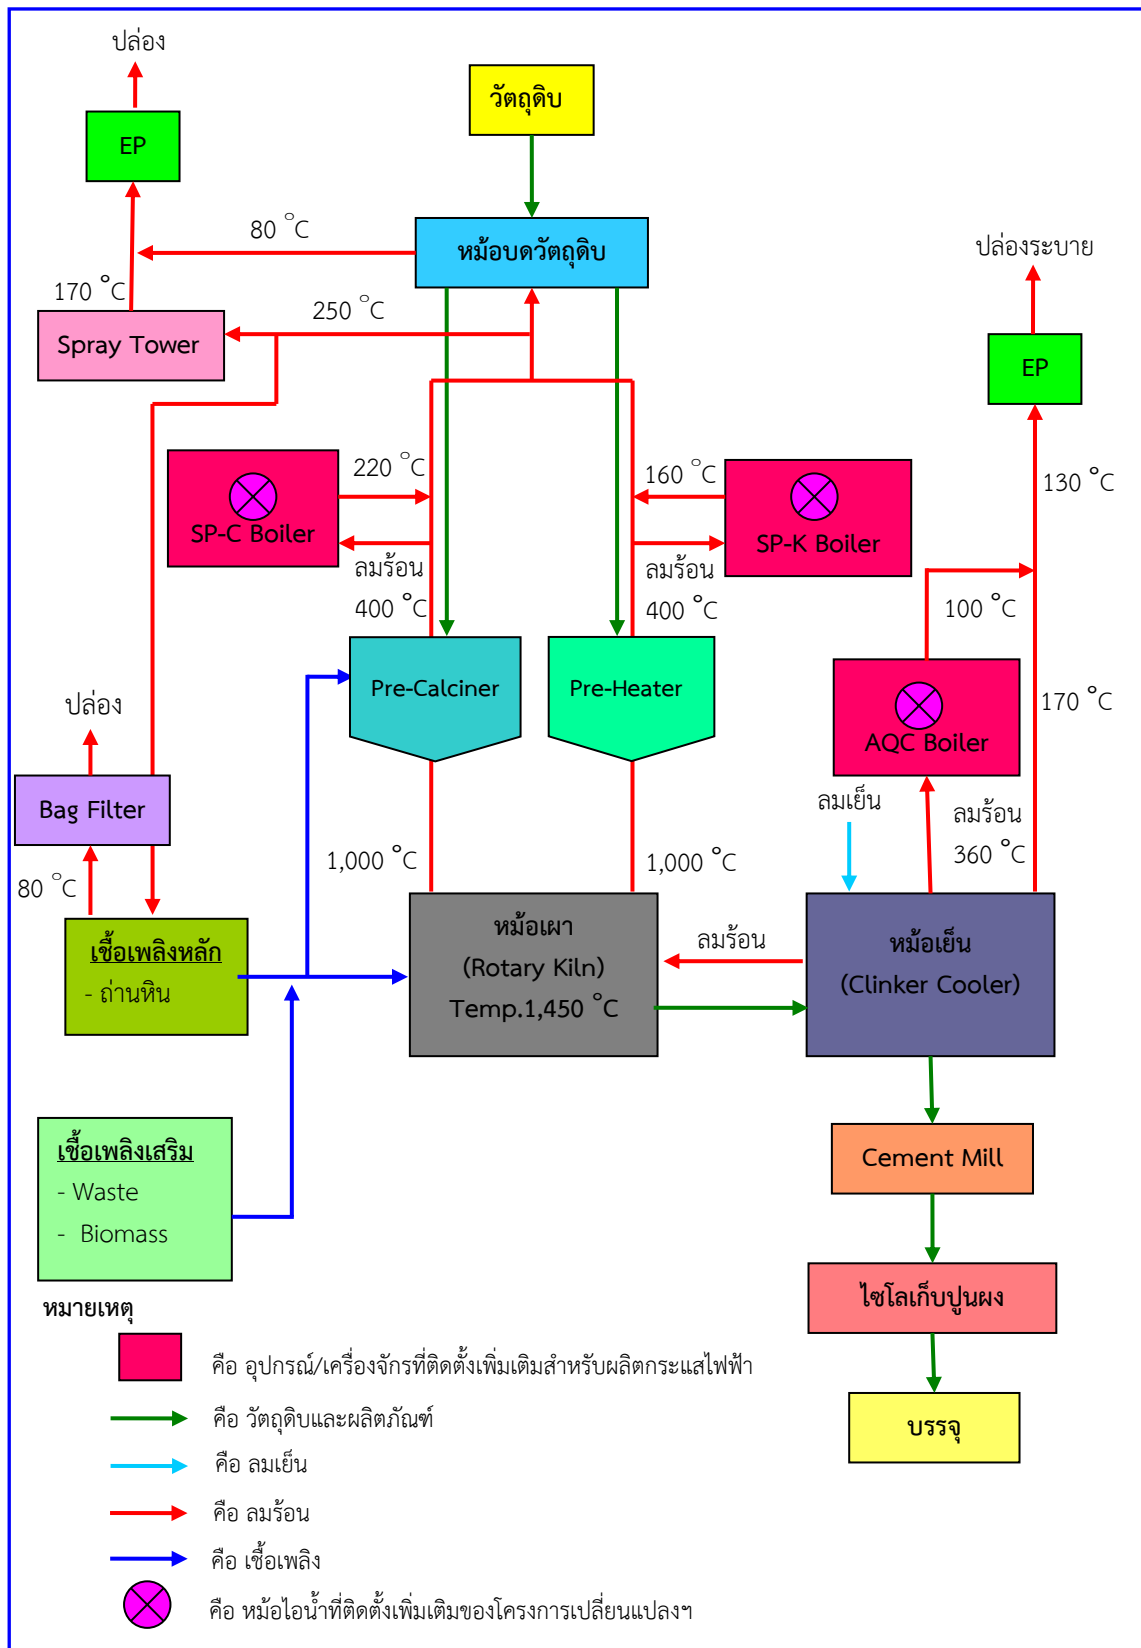 ปล่อง
วัตถุดิบ
EP
80 °C
หม้อบดวัตถุดิบ
ปล่องระบาย
170 °C
250 °C
Spray Tower
EP
220 °C
160 °C
130 °C
SP-C Boiler
SP-K Boiler
ลมร้อน
400 °C
ลมร้อน
400 °C
100 °C
Pre-Calciner
Pre-Heater
ปล่อง
170 °C
AQC Boiler
Bag Filter
ลมเย็น
ลมร้อน
360 °C
1,000 °C
1,000 °C
80 °C
เชื้อเพลิงหลัก
- ถ่านหิน
หม้อเผา
(Rotary Kiln)
Temp.1,450 °C
ลมร้อน
หม้อเย็น
(Clinker Cooler)
เชื้อเพลิงเสริม
- Waste
- Biomass
Cement Mill
ไซโลเก็บปูนผง
บรรจุ
หมายเหตุ
คือ อุปกรณ์/เครื่องจักรที่ติดตั้งเพิ่มเติมสำหรับผลิตกระแสไฟฟ้า
คือ วัตถุดิบและผลิตภัณฑ์
คือ ลมเย็น
คือ ลมร้อน
คือ เชื้อเพลิง
คือ หม้อไอน้ำที่ติดตั้งเพิ่มเติมของโครงการเปลี่ยนแปลงฯ